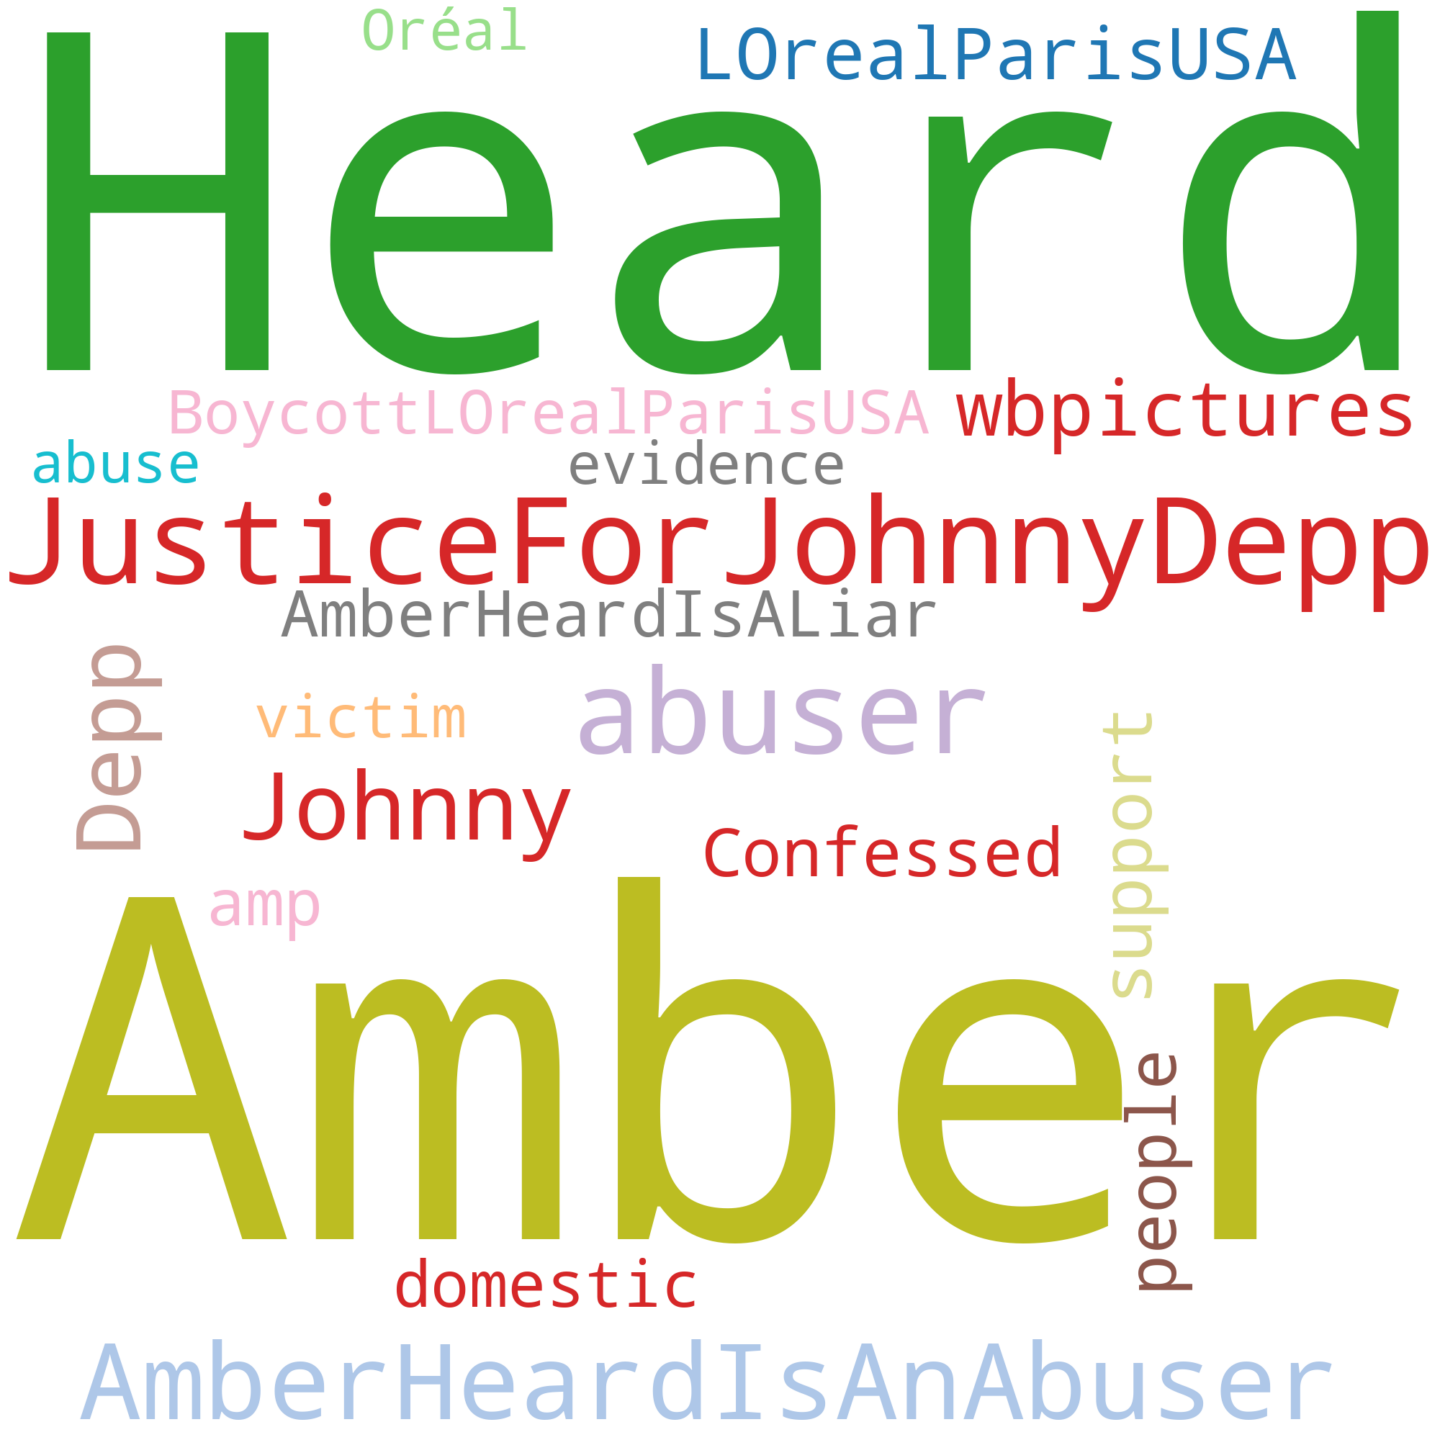 Oréal
LOrealParisUSA
Heard
BoycottLOrealParisUSA
wbpictures
abuse
evidence
JusticeForJohnnyDepp
AmberHeardIsALiar
Depp
victim
abuser
support
Johnny
Confessed
amp
Amber
people
domestic
AmberHeardIsAnAbuser